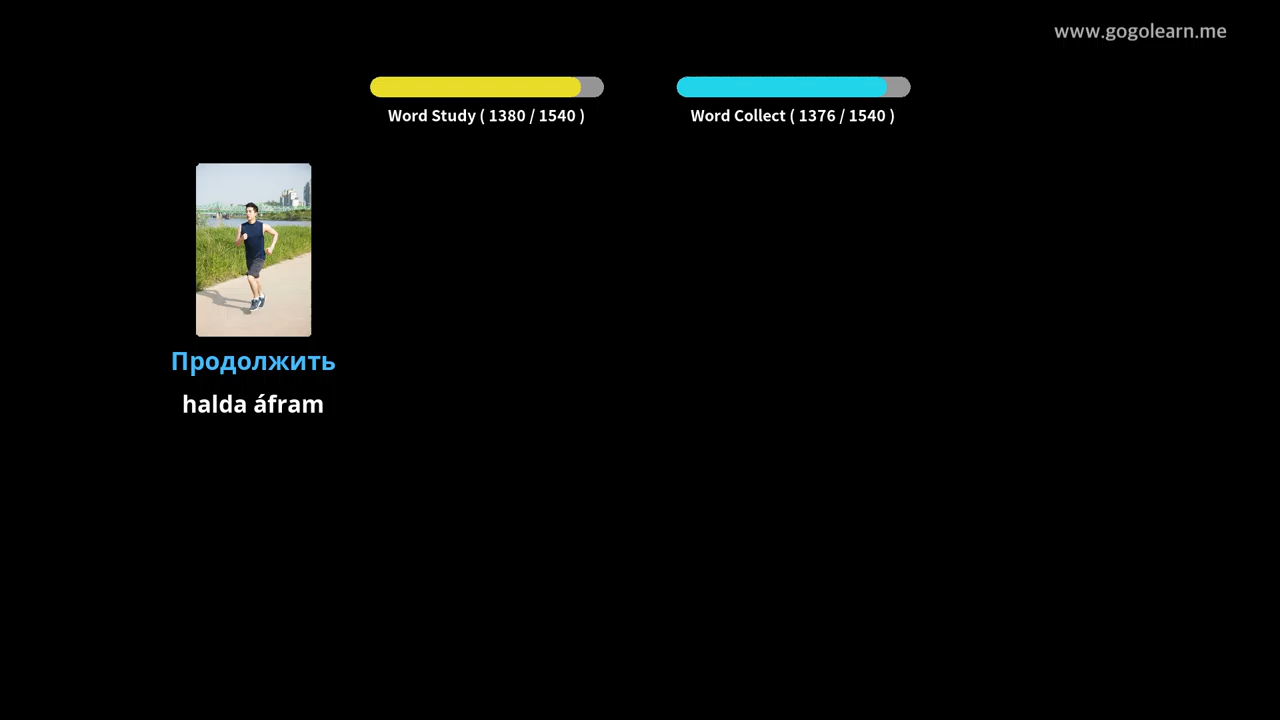 www.gogolearn.me
Word Study ( 1380 / 1540 )
Word Collect ( 1376 / 1540 )
Продолжить
halda áfram